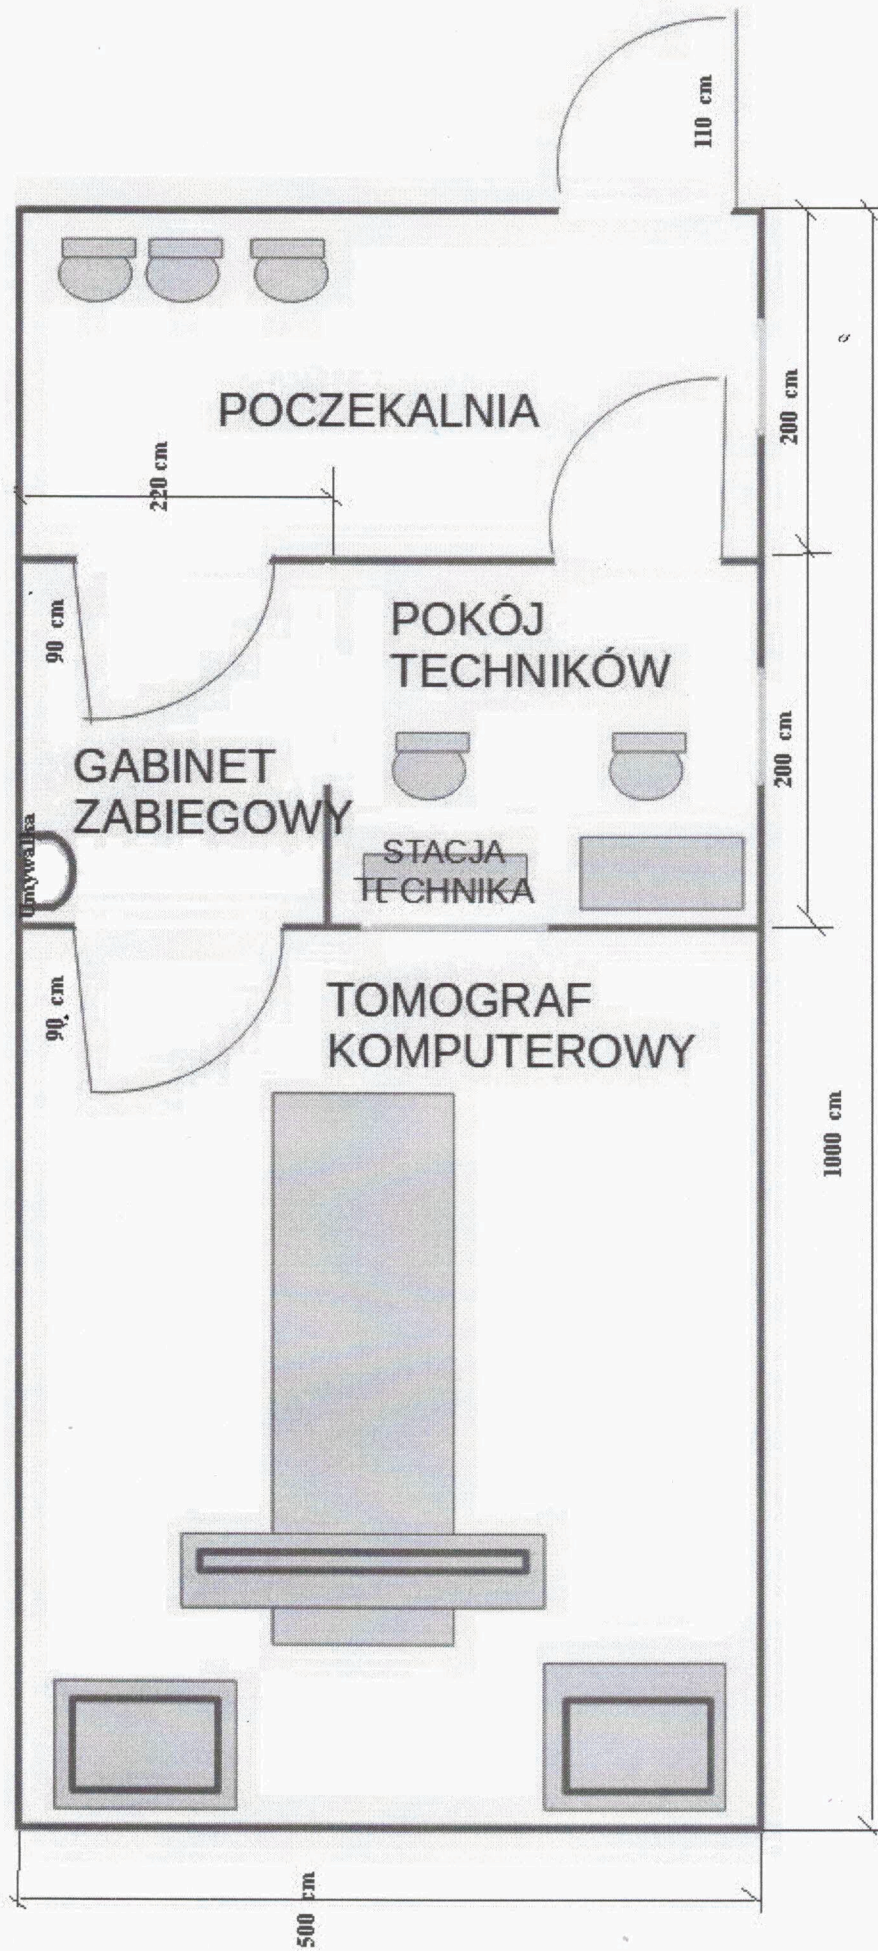 110 cm
200 cm
POCZEKALNIA
220 cm
90 cm
POKÓJ
TECHNIKÓW
200 cm
GABINET
ZABIEGOWY
Umywalka
STACJA
TECHNIKA
90 cm
TOMOGRAF
KOMPUTEROWY
1000 cm
500 cm